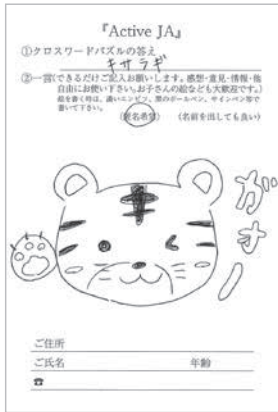 『Active JA』
①クロスワードパズルの答え
キサラギ
②一言(できるだけご記入お願いします。感想・意見・情報・他
自由にお使い下さい。お子さんの絵なども大歓迎です。)
絵を書く時は、濃いエンピツ、黒のボールペン、サインペン等で
書いて下さい。
(匿名希望) (名前を出しても良い)
がおー
ご住所
ご氏名 年齢
☎